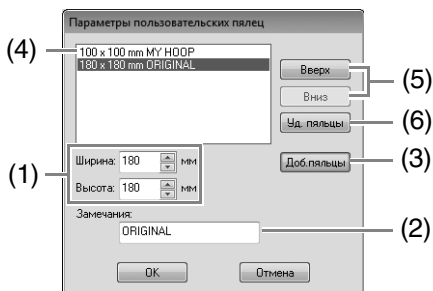 Параметры пользовательских пялец
(4)
100 x 100 mm MY HOOP
180 x 180 mm ORIGINAL
Вверх
(5)
Вниз
Уд. пяльцы
(6)
(1)
Ширина: 180 мм
Доб.пяльцы
(3)
Высота: 180 мм
Замечания:
ORIGINAL
(2)
OK
Отмена